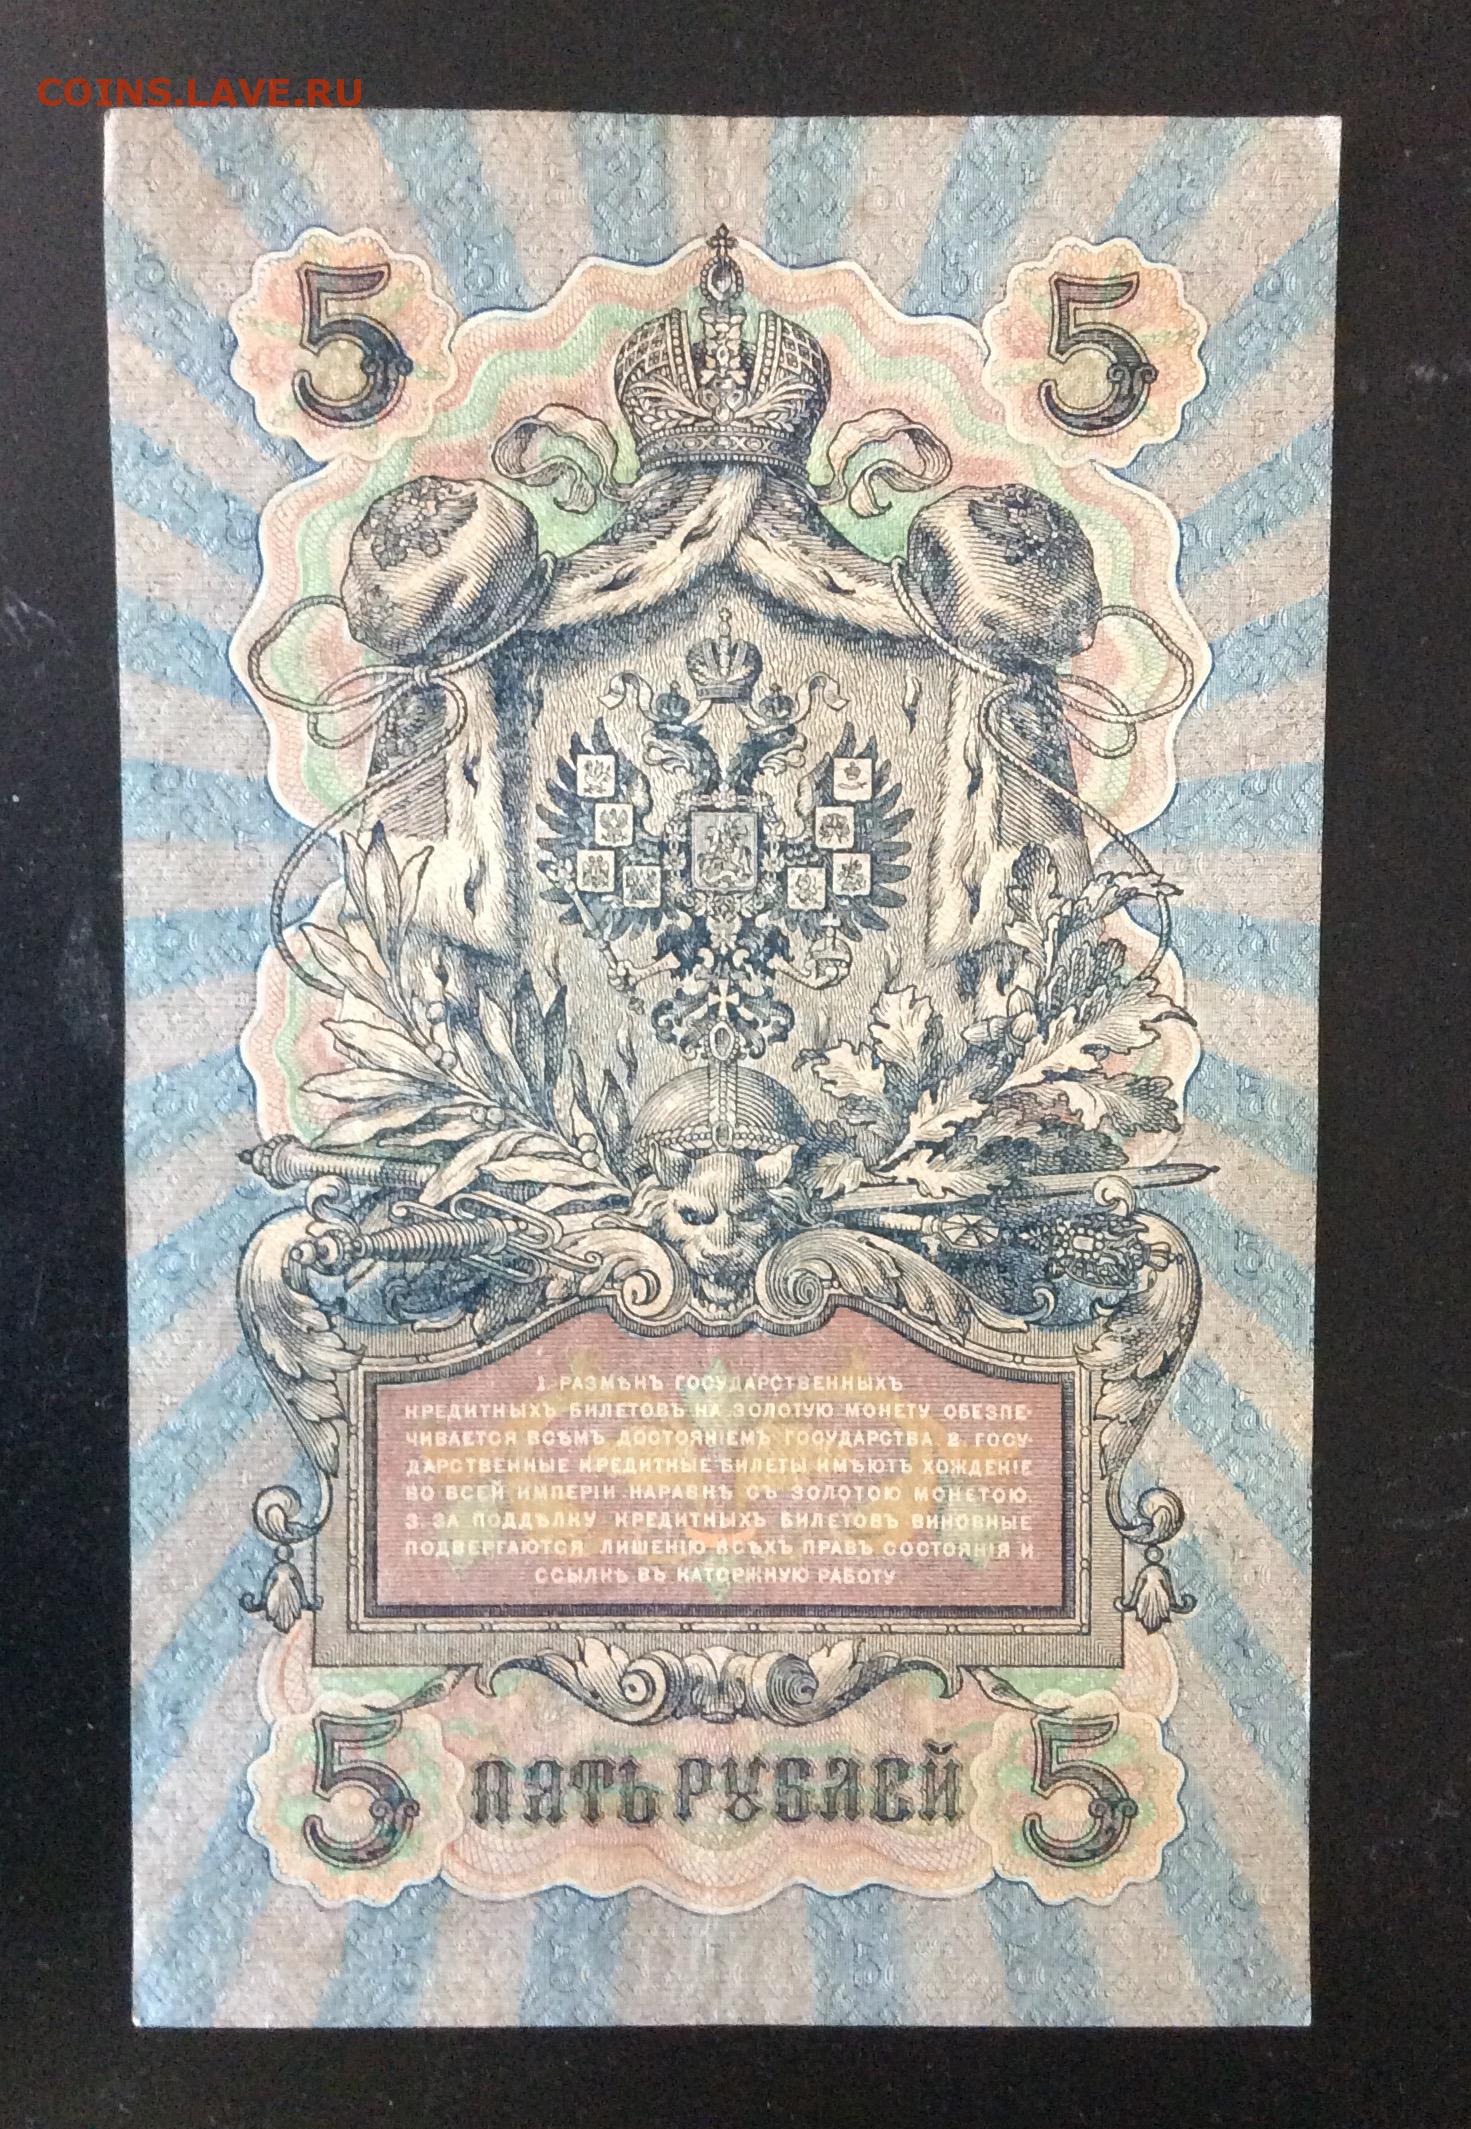 COINS.LAVE.RU
5 5
1. РАЗМѢНЪ ГОСУДАРСТВЕННЫХЪ
КРЕДИТНЫХЪ БИЛЕТОВЪ НА ЗОЛОТУЮ МОНЕТУ ОБЕЗПЕ-
ЧИВАЕТСЯ ВСѢМЪ ДОСТОЯНІЕМЪ ГОСУДАРСТВА. 2. ГОСУ-
ДАРСТВЕННЫЕ КРЕДИТНЫЕ БИЛЕТЫ ИМѢЮТЪ ХОЖДЕНІЕ
ВО ВСЕЙ ИМПЕРІИ НАРАВНѢ СЪ ЗОЛОТОЮ МОНЕТОЮ.
3. ЗА ПОДДѢЛКУ КРЕДИТНЫХЪ БИЛЕТОВЪ ВИНОВНЫЕ
ПОДВЕРГАЮТСЯ ЛИШЕНІЮ ВСѢХЪ ПРАВЪ СОСТОЯНІЯ И
ССЫЛКѢ ВЪ КАТОРЖНУЮ РАБОТУ
5 ПЯТЬ РУБЛЕЙ 5